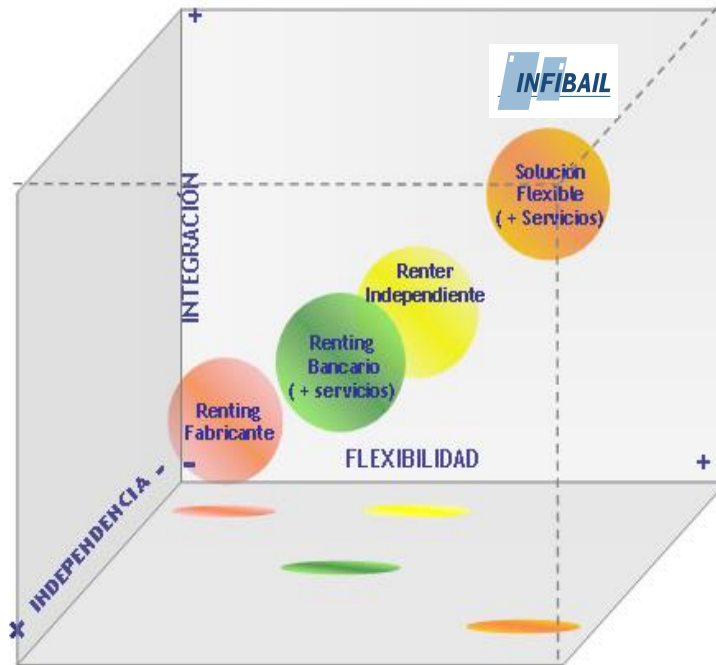 +
INFIBAIL
Solución
Flexible
( + Servicios)
INTEGRACIÓN
Renter
Independiente
Renting
Bancario
( + servicios)
Renting
Fabricante
FLEXIBILIDAD
-
+
INDEPENDENCIA -
+